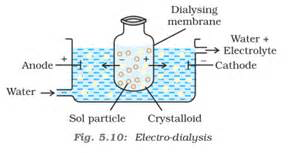 Dialysing
membrane
Water +
Electrolyte
Anode
+
−
+
−
Cathode
Water
Sol particle
Crystalloid
Fig. 5.10: Electro-dialysis